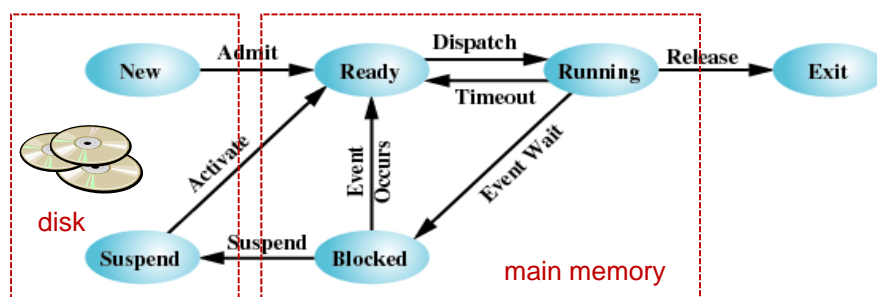 New
Admit
Ready
Dispatch
Timeout
Running
Release
Exit
Activate
Event
Occurs
Event Wait
disk
Suspend
Suspend
Blocked
main memory